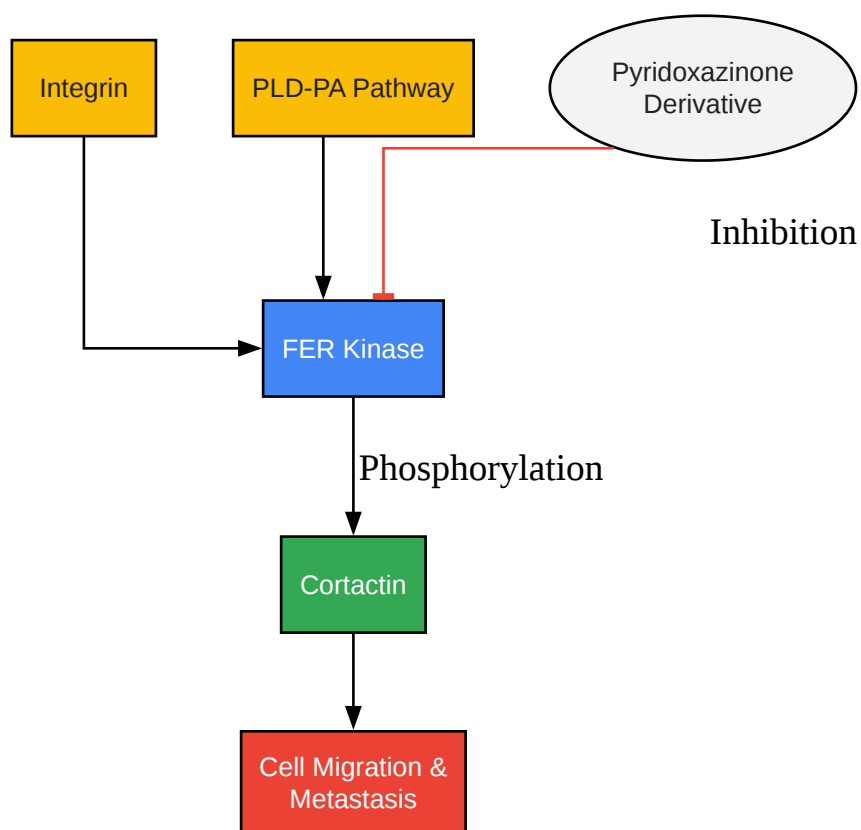 Integrin
PLD-PA Pathway
Pyridoxazinone
Derivative
Inhibition
FER Kinase
Phosphorylation
Cortactin
Cell Migration &
Metastasis